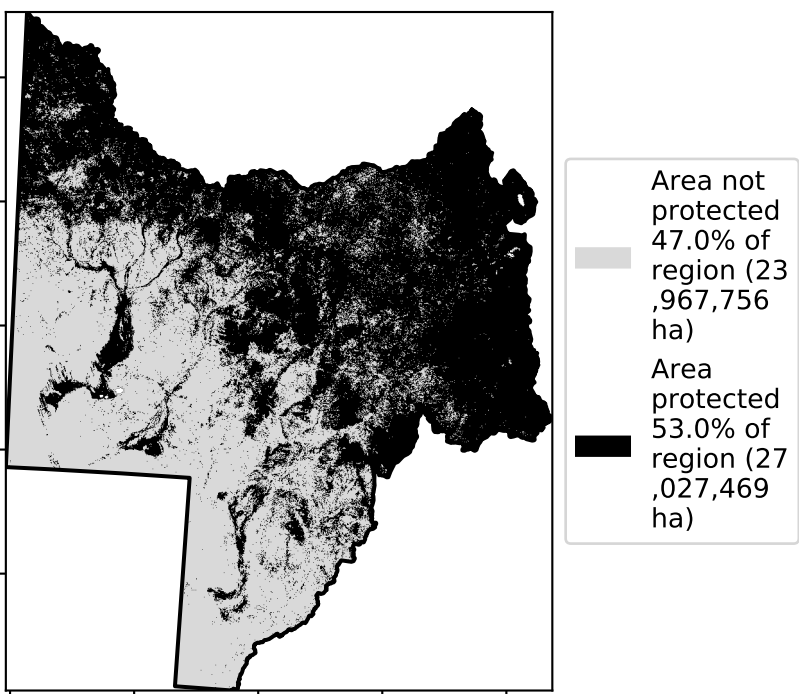 Area not
protected
47.0% of
region (23
,967,756
ha)
Area
protected
53.0% of
region (27
,027,469
ha)